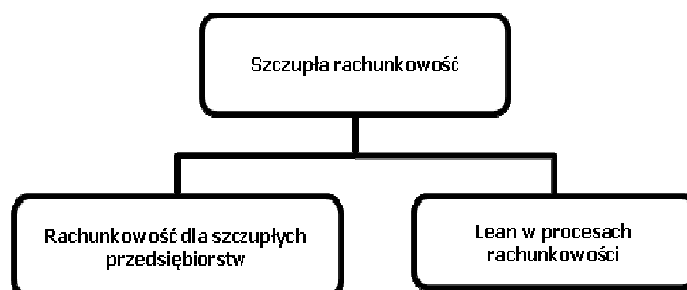 Szczupła rachunkowość
Rachunkowość dla szczupłych
przedsiębiorstw
Lean w procesach
rachunkowości